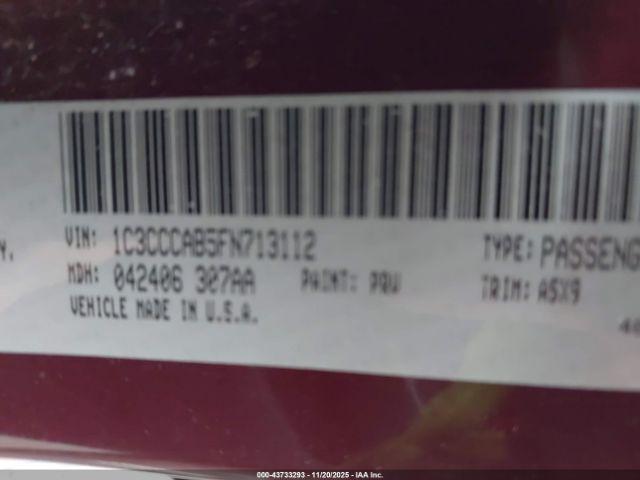 VIN: 1C3CCCAB5FN713112 TYPE: PASSENG
Y. MDH: 042406 307AA PAINT: PRV TRIM: A5X9
VEHICLE MADE IN U.S.A.
000-43733293 - 11/20/2025 - IAA Inc.